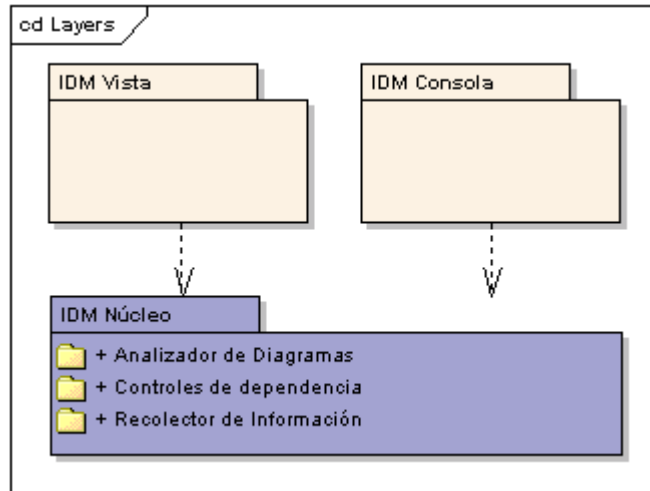 cd Layers
IDM Vista
IDM Consola
IDM Núcleo
+ Analizador de Diagramas
+ Controles de dependencia
+ Recolector de Información